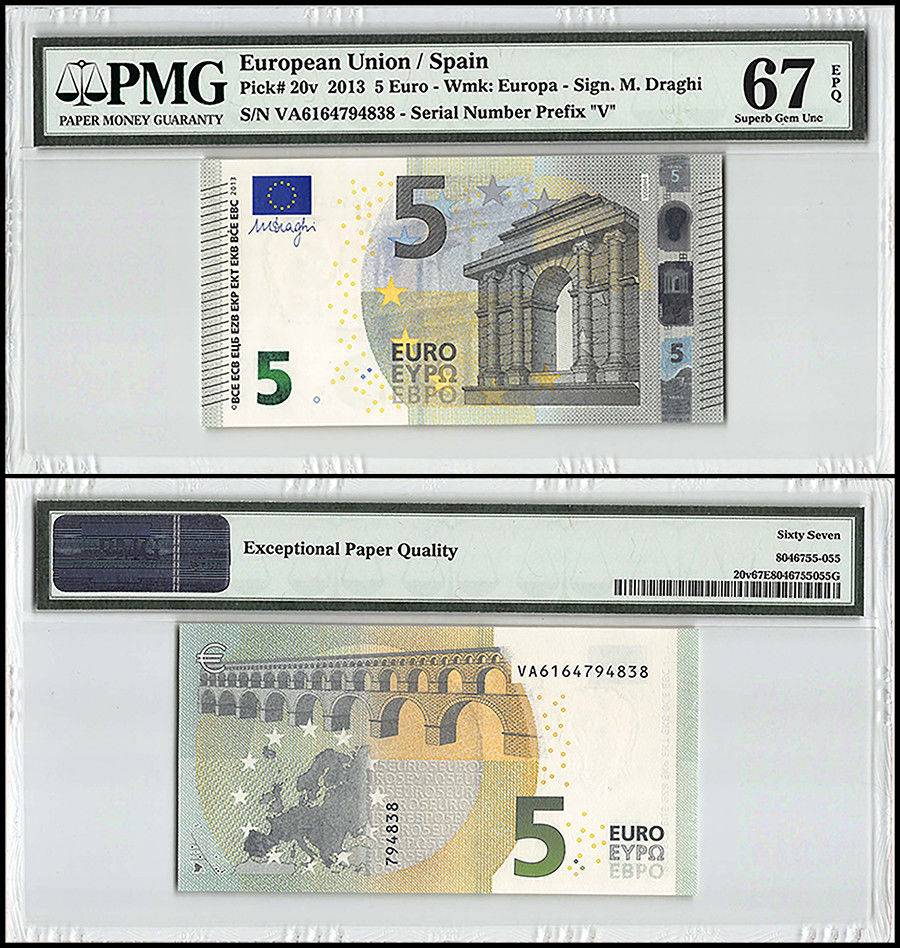 PMG
PAPER MONEY GUARANTY
European Union / Spain
Pick# 20v 2013 5 Euro - Wmk: Europa - Sign. M. Draghi
S/N VA6164794838 - Serial Number Prefix "V"
67
EPQ
Superb Gem Unc
©BCE ECB ЕЦБ EZB EKP EKT EKB BĊE EBC 2013
M Draghi
5
5
5
5
EURO
ΕΥΡΩ
ЕВРО
Exceptional Paper Quality
Sixty Seven
8046755-055
20v67E8046755055G
€
VA6164794838
794838
5
EURO
ΕΥΡΩ
ЕВРО